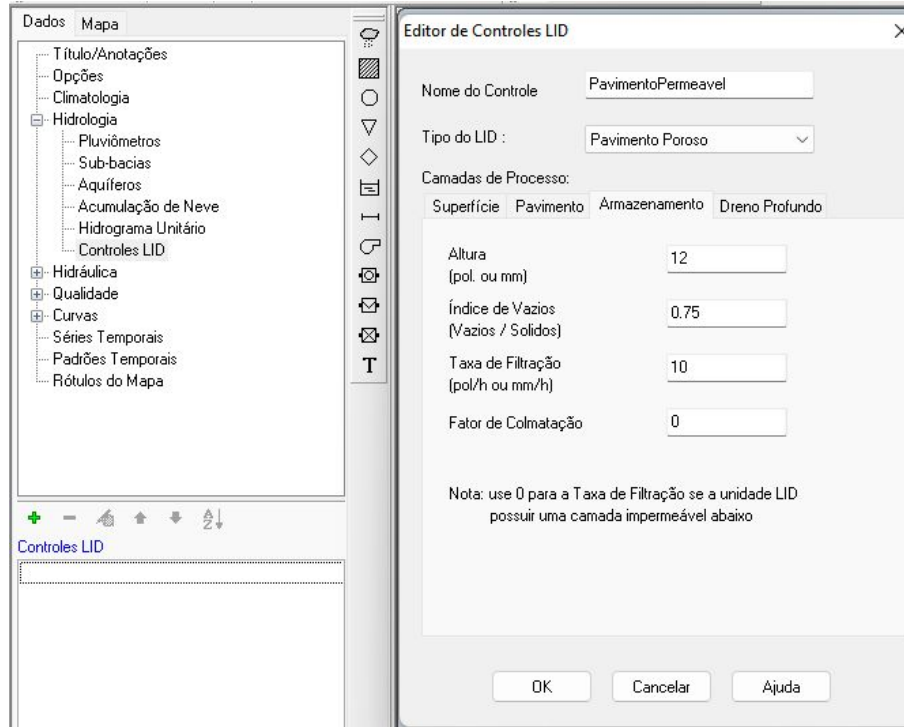 Dados
Mapa
Título/Anotações
Opções
Climatologia
Hidrologia
Pluviômetros
Sub-bacias
Aquíferos
Acumulação de Neve
Hidrograma Unitário
Controles LID
Hidráulica
Qualidade
Curvas
Séries Temporais
Padrões Temporais
Rótulos do Mapa
Controles LID
T
Editor de Controles LID
Nome do Controle
PavimentoPermeavel
Tipo do LID :
Pavimento Poroso
Camadas de Processo:
Superfície
Pavimento
Armazenamento
Dreno Profundo
Altura
(pol. ou mm)
12
Índice de Vazios
(Vazios / Solidos)
0.75
Taxa de Filtração
(pol/h ou mm/h)
10
Fator de Colmatação
0
Nota: use 0 para a Taxa de Filtração se a unidade LID
possuir uma camada impermeável abaixo
OK
Cancelar
Ajuda